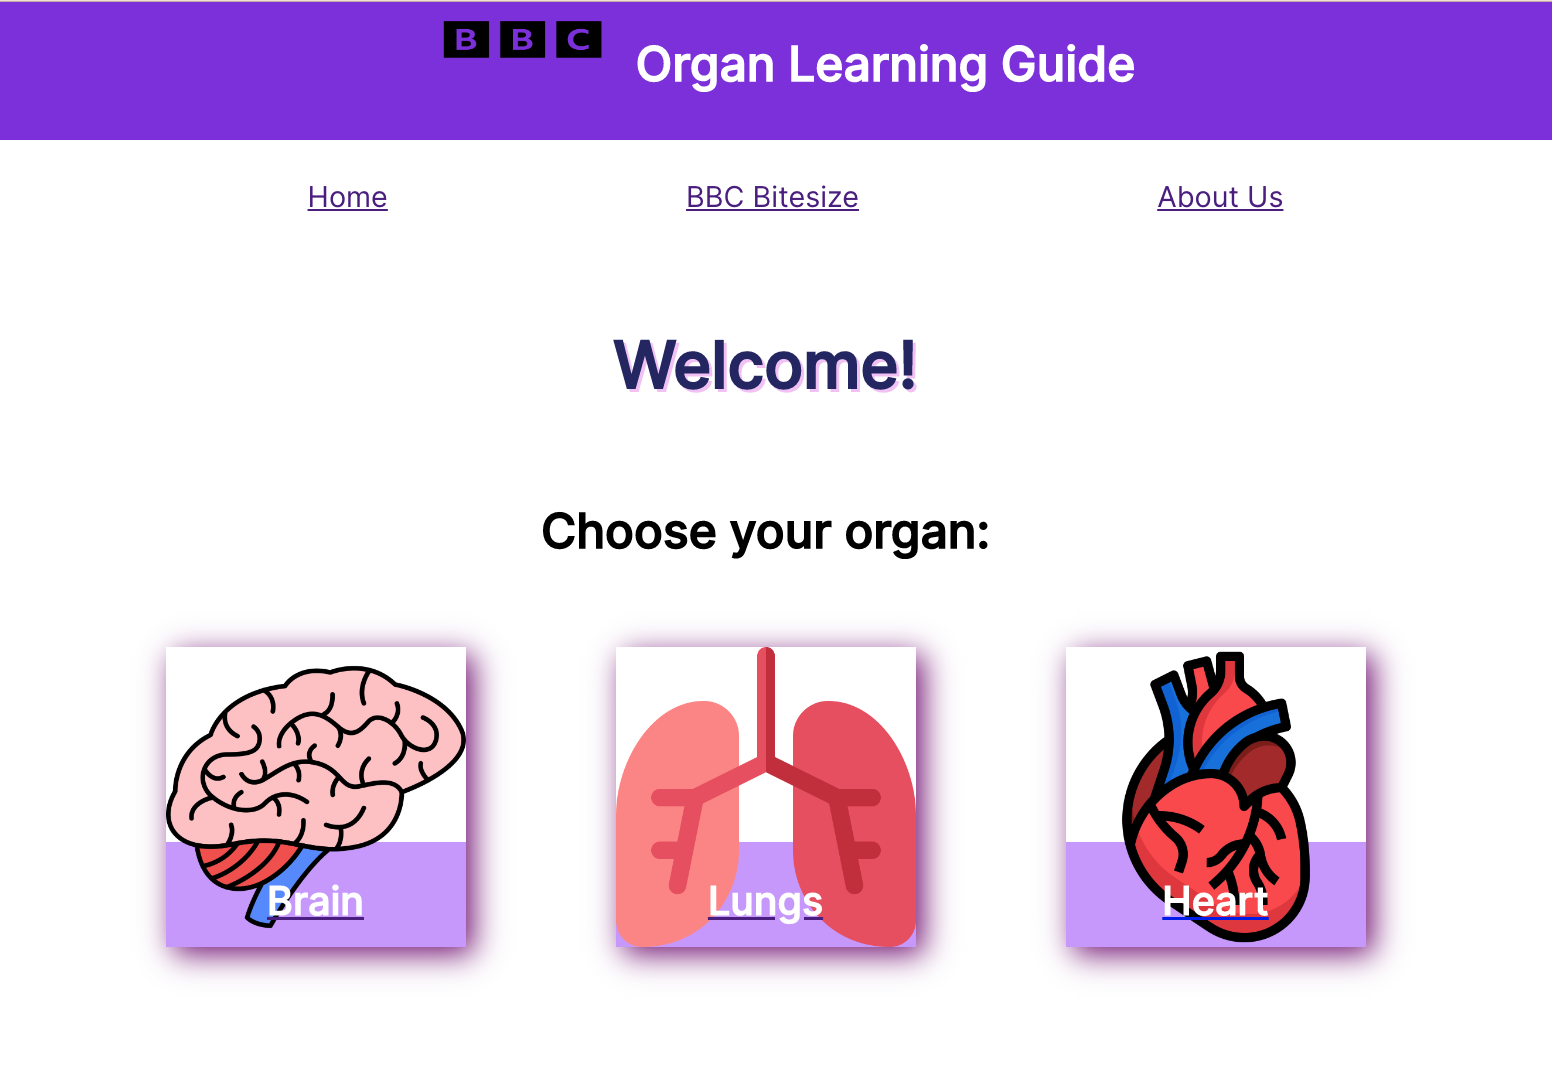 BBC Organ Learning Guide
Home BBC Bitesize About Us
Welcome!
Choose your organ:
Brain Lungs Heart